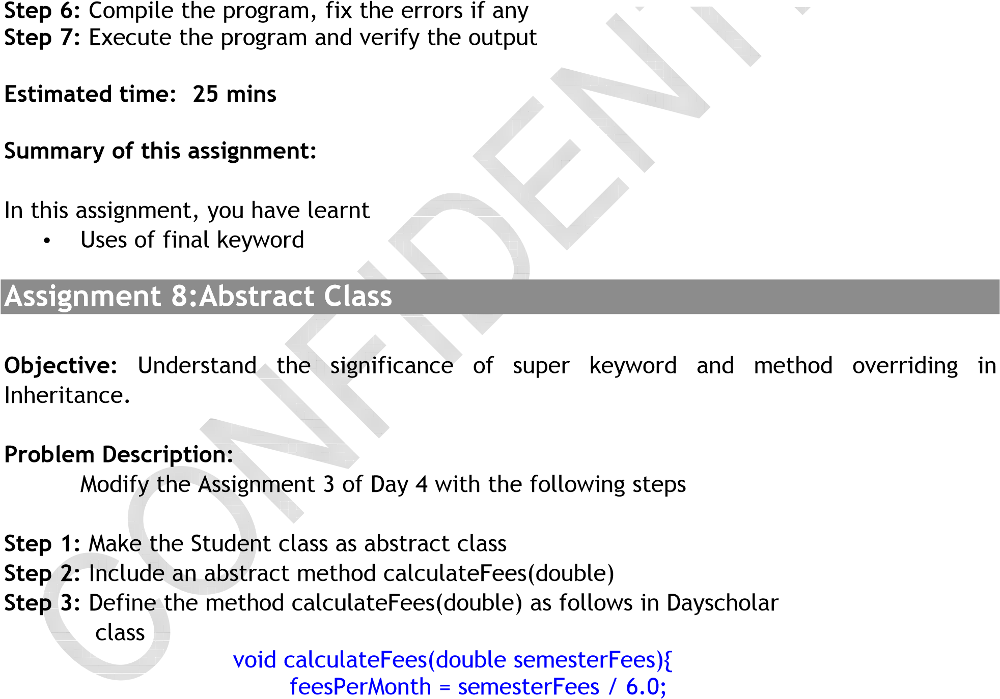 Step 6: Compile the program, fix the errors if any
Step 7: Execute the program and verify the output
Estimated time:  25 mins
Summary of this assignment:
In this assignment, you have learnt
• Uses of final keyword
Assignment 8:Abstract Class
Objective: Understand the significance of super keyword and method overriding in
Inheritance.
Problem Description:
Modify the Assignment 3 of Day 4 with the following steps
Step 1: Make the Student class as abstract class
Step 2: Include an abstract method calculateFees(double)
Step 3: Define the method calculateFees(double) as follows in Dayscholar
class
void calculateFees(double semesterFees){
feesPerMonth = semesterFees / 6.0;
CONFIDENT